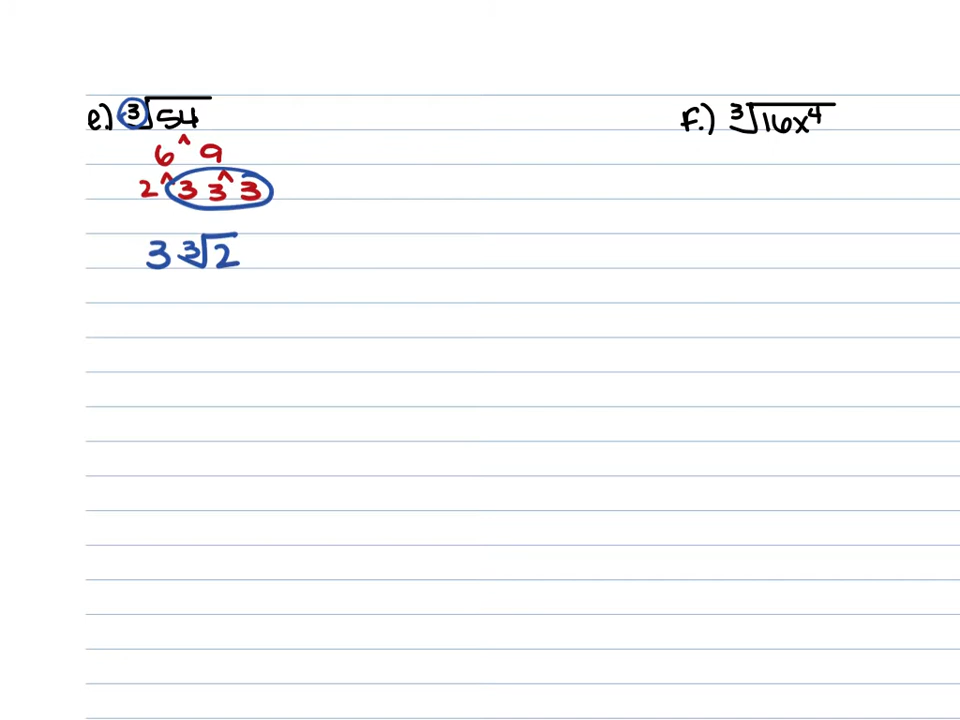 e.) ∛54
6 ^ 9
2 ^ 3 3 ^ 3
3 ∛2
F.) ∛16x⁴